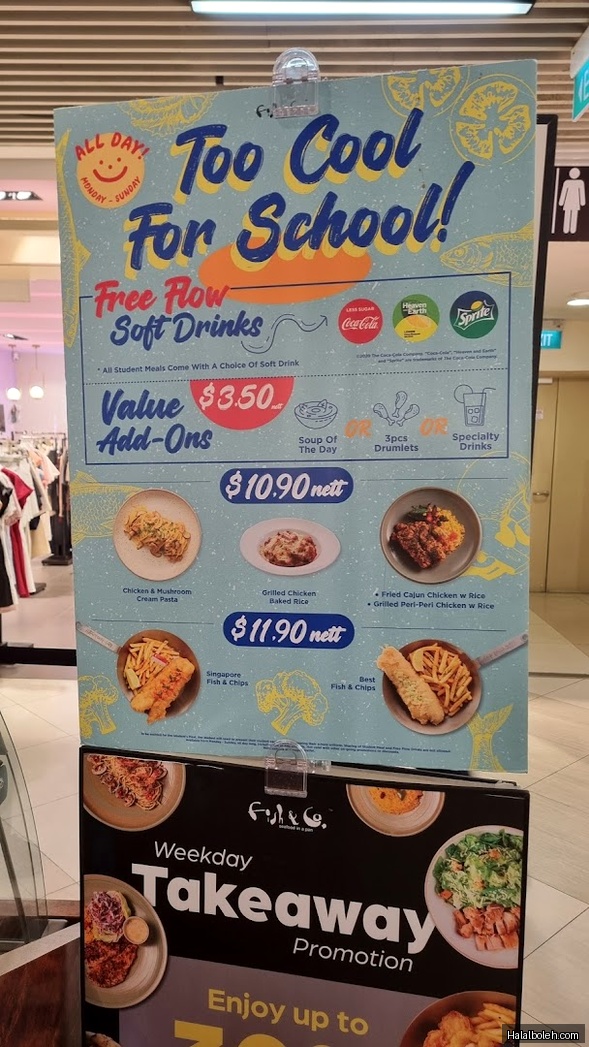 ALL DAY!
MONDAY - SUNDAY
Too Cool
For School!
Free Flow
Soft Drinks
LESS SUGAR
Coca-Cola
Heaven and Earth
Sprite
* All Student Meals Come With A Choice Of Soft Drink
Value
Add-Ons
$3.50 nett
Soup Of
The Day
OR
3pcs
Drumlets
OR
Specialty
Drinks
$10.90 nett
Chicken & Mushroom
Cream Pasta
Grilled Chicken
Baked Rice
• Fried Cajun Chicken w Rice
• Grilled Peri-Peri Chicken w Rice
$11.90 nett
Singapore
Fish & Chips
Best
Fish & Chips
Fish & Co.
seafood in a pan
Weekday
Takeaway
Promotion
Enjoy up to
Halalboleh.com